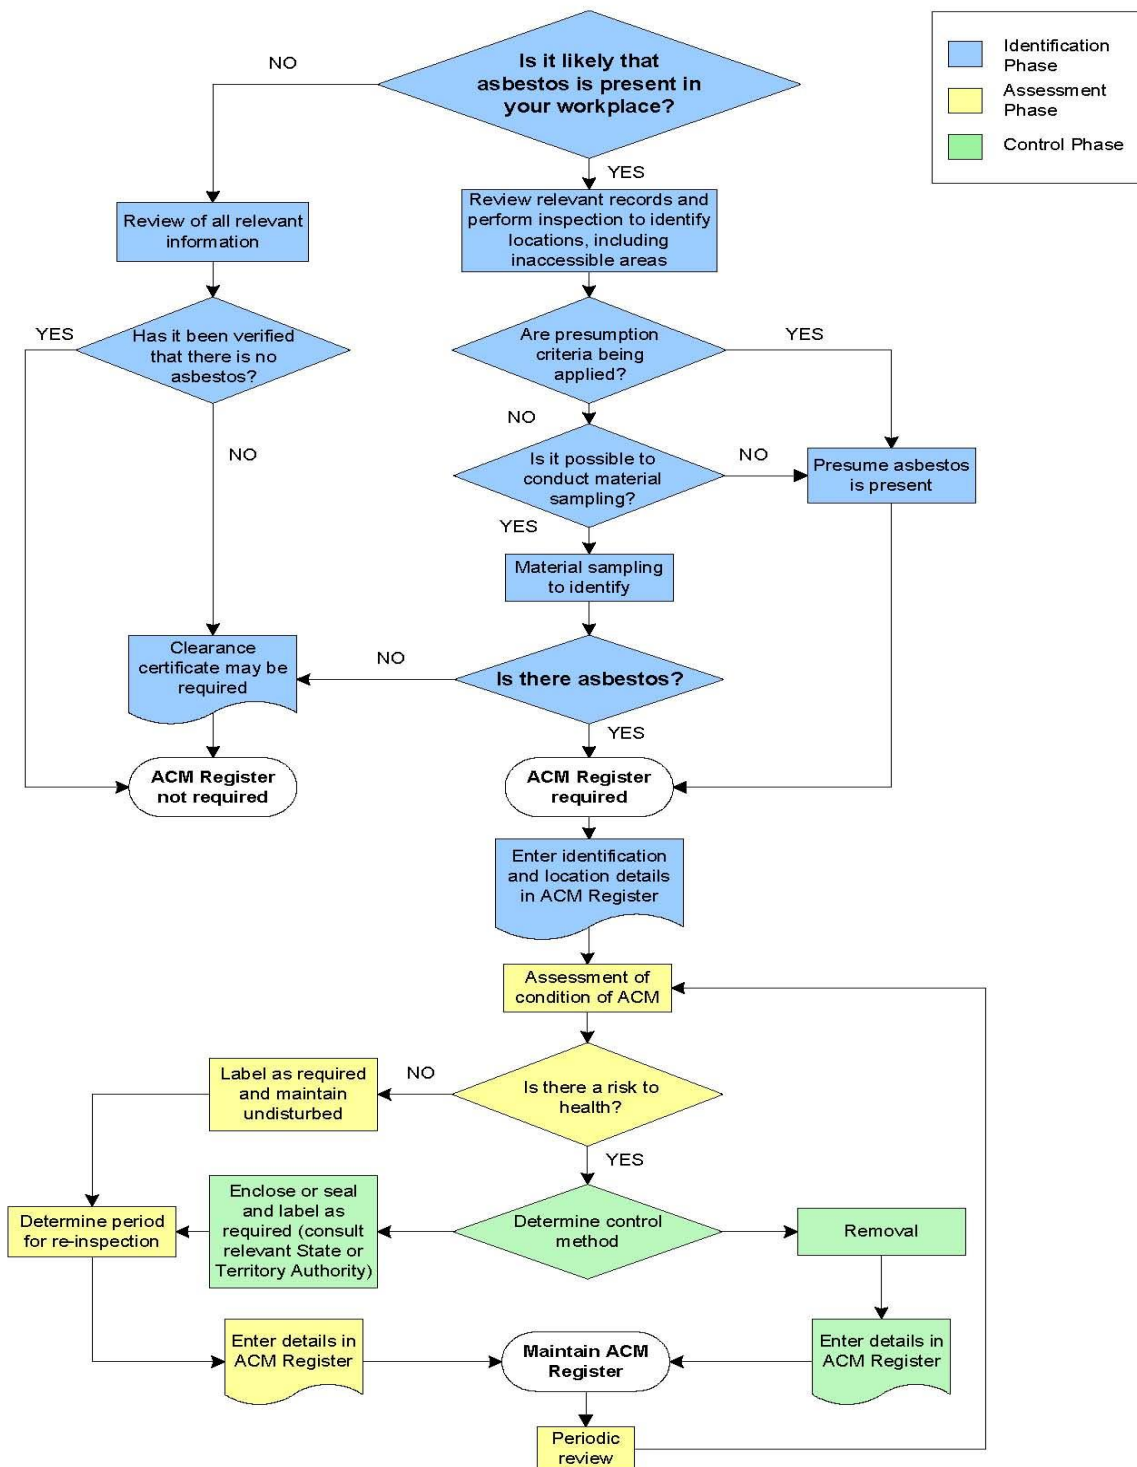 Is it likely that
asbestos is present in
your workplace?
NO
YES
Identification
Phase
Assessment
Phase
Control Phase
Review of all relevant
information
Review relevant records and
perform inspection to identify
locations, including
inaccessible areas
YES
Has it been verified
that there is no
asbestos?
NO
Are presumption
criteria being
applied?
YES
NO
Is it possible to
conduct material
sampling?
NO
YES
Presume asbestos
is present
Material sampling
to identify
Clearance
certificate may be
required
NO
Is there asbestos?
YES
ACM Register
not required
ACM Register
required
Enter identification
and location details
in ACM Register
Assessment of
condition of ACM
Label as required
and maintain
undisturbed
NO
Is there a risk to
health?
YES
Determine period
for re-inspection
Enclose or seal
and label as
required (consult
relevant State or
Territory Authority)
Determine control
method
Removal
Enter details in
ACM Register
Maintain ACM
Register
Enter details in
ACM Register
Periodic
review